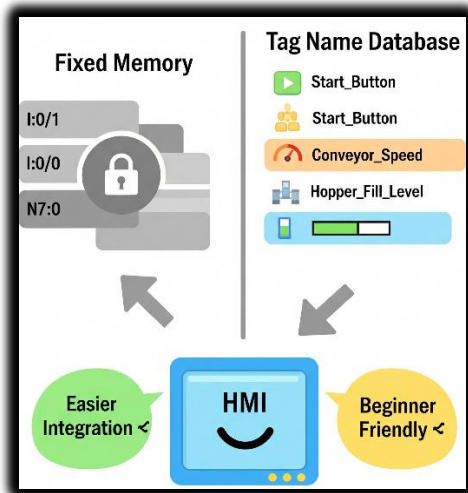 Fixed Memory
I:0/1
I:0/0
N7:0
Tag Name Database
Start_Button
Start_Button
Conveyor_Speed
Hopper_Fill_Level
Easier
Integration
HMI
Beginner
Friendly